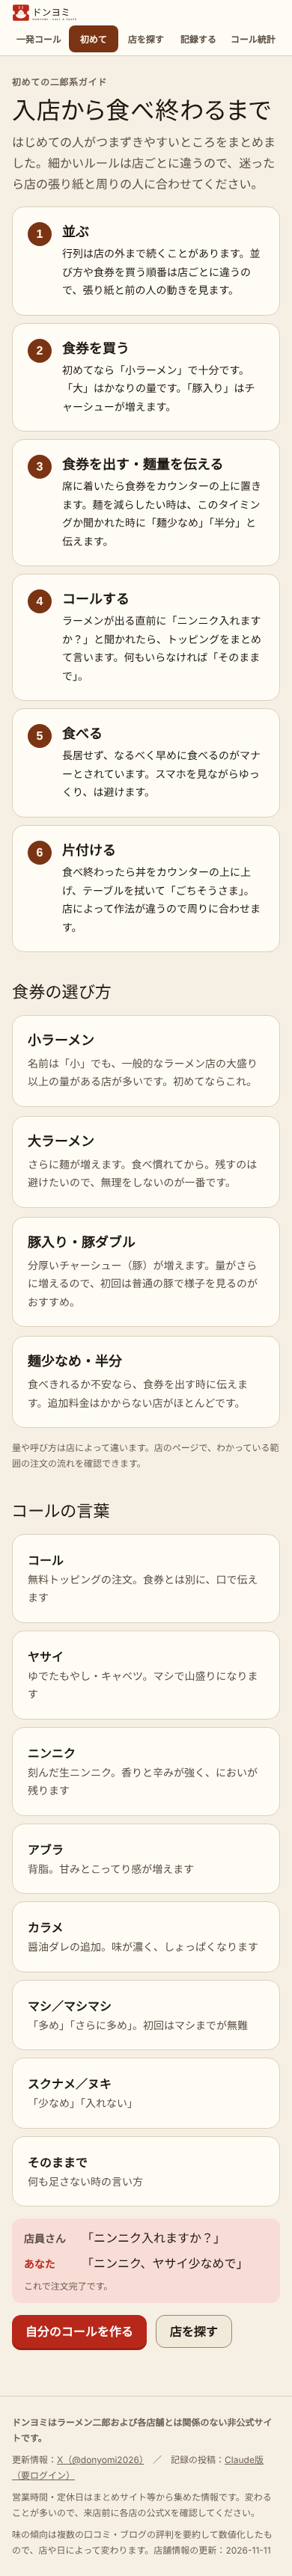 ドンヨミ
一発コール 初めて 店を探す 記録する コール統計
初めての二郎系ガイド
入店から食べ終わるまで
はじめての人がつまずきやすいところをまとめま
した。細かいルールは店ごとに違うので、迷った
ら店の張り紙と周りの人に合わせてください。
1 並ぶ
行列は店の外まで続くことがあります。並
び方や食券を買う順番は店ごとに違うの
で、張り紙と前の人の動きを見ます。
2 食券を買う
初めてなら「小ラーメン」で十分です。
「大」はかなりの量です。「豚入り」はチ
ャーシューが増えます。
3 食券を出す・麺量を伝える
席に着いたら食券をカウンターの上に置き
ます。麺を減らしたい時は、このタイミン
グか聞かれた時に「麺少なめ」「半分」と
伝えます。
4 コールする
ラーメンが出る直前に「ニンニク入れます
か？」と聞かれたら、トッピングをまとめ
て言います。何もいらなければ「そのまま
で」。
5 食べる
長居せず、なるべく早めに食べるのがマナ
ーとされています。スマホを見ながらゆっ
くり、は避けます。
6 片付ける
食べ終わったら丼をカウンターの上に上
げ、テーブルを拭いて「ごちそうさま」。
店によって作法が違うので周りに合わせま
す。
食券の選び方
小ラーメン
名前は「小」でも、一般的なラーメン店の大盛り
以上の量がある店が多いです。初めてならこれ。
大ラーメン
さらに麺が増えます。食べ慣れてから。残すのは
避けたいので、無理をしないのが一番です。
豚入り・豚ダブル
分厚いチャーシュー（豚）が増えます。量がさら
に増えるので、初回は普通の豚で様子を見るのが
おすすめ。
麺少なめ・半分
食べきれるか不安なら、食券を出す時に伝えま
す。追加料金はかからない店がほとんどです。
量や呼び方は店によって違います。店のページで、わかっている範
囲の注文の流れを確認できます。
コールの言葉
コール
無料トッピングの注文。食券とは別に、口で伝え
ます
ヤサイ
ゆでたもやし・キャベツ。マシで山盛りになりま
す
ニンニク
刻んだ生ニンニク。香りと辛みが強く、においが
残ります
アブラ
背脂。甘みとこってり感が増えます
カラメ
醤油ダレの追加。味が濃く、しょっぱくなります
マシ／マシマシ
「多め」「さらに多め」。初回はマシまでが無難
スクナメ／ヌキ
「少なめ」「入れない」
そのままで
何も足さない時の言い方
店員さん 「ニンニク入れますか？」
あなた 「ニンニク、ヤサイ少なめで」
これで注文完了です。
自分のコールを作る 店を探す
ドンヨミはラーメン二郎および各店舗とは関係のない非公式サイ
トです。
更新情報：X（@donyomi2026） ／ 記録の投稿：Claude版
（要ログイン）
営業時間・定休日はまとめサイト等から集めた情報です。変わる
ことが多いので、来店前に各店の公式Xを確認してください。
味の傾向は複数の口コミ・ブログの評判を要約して数値化したも
ので、店や日によって変わります。店舗情報の更新：2026-11-11